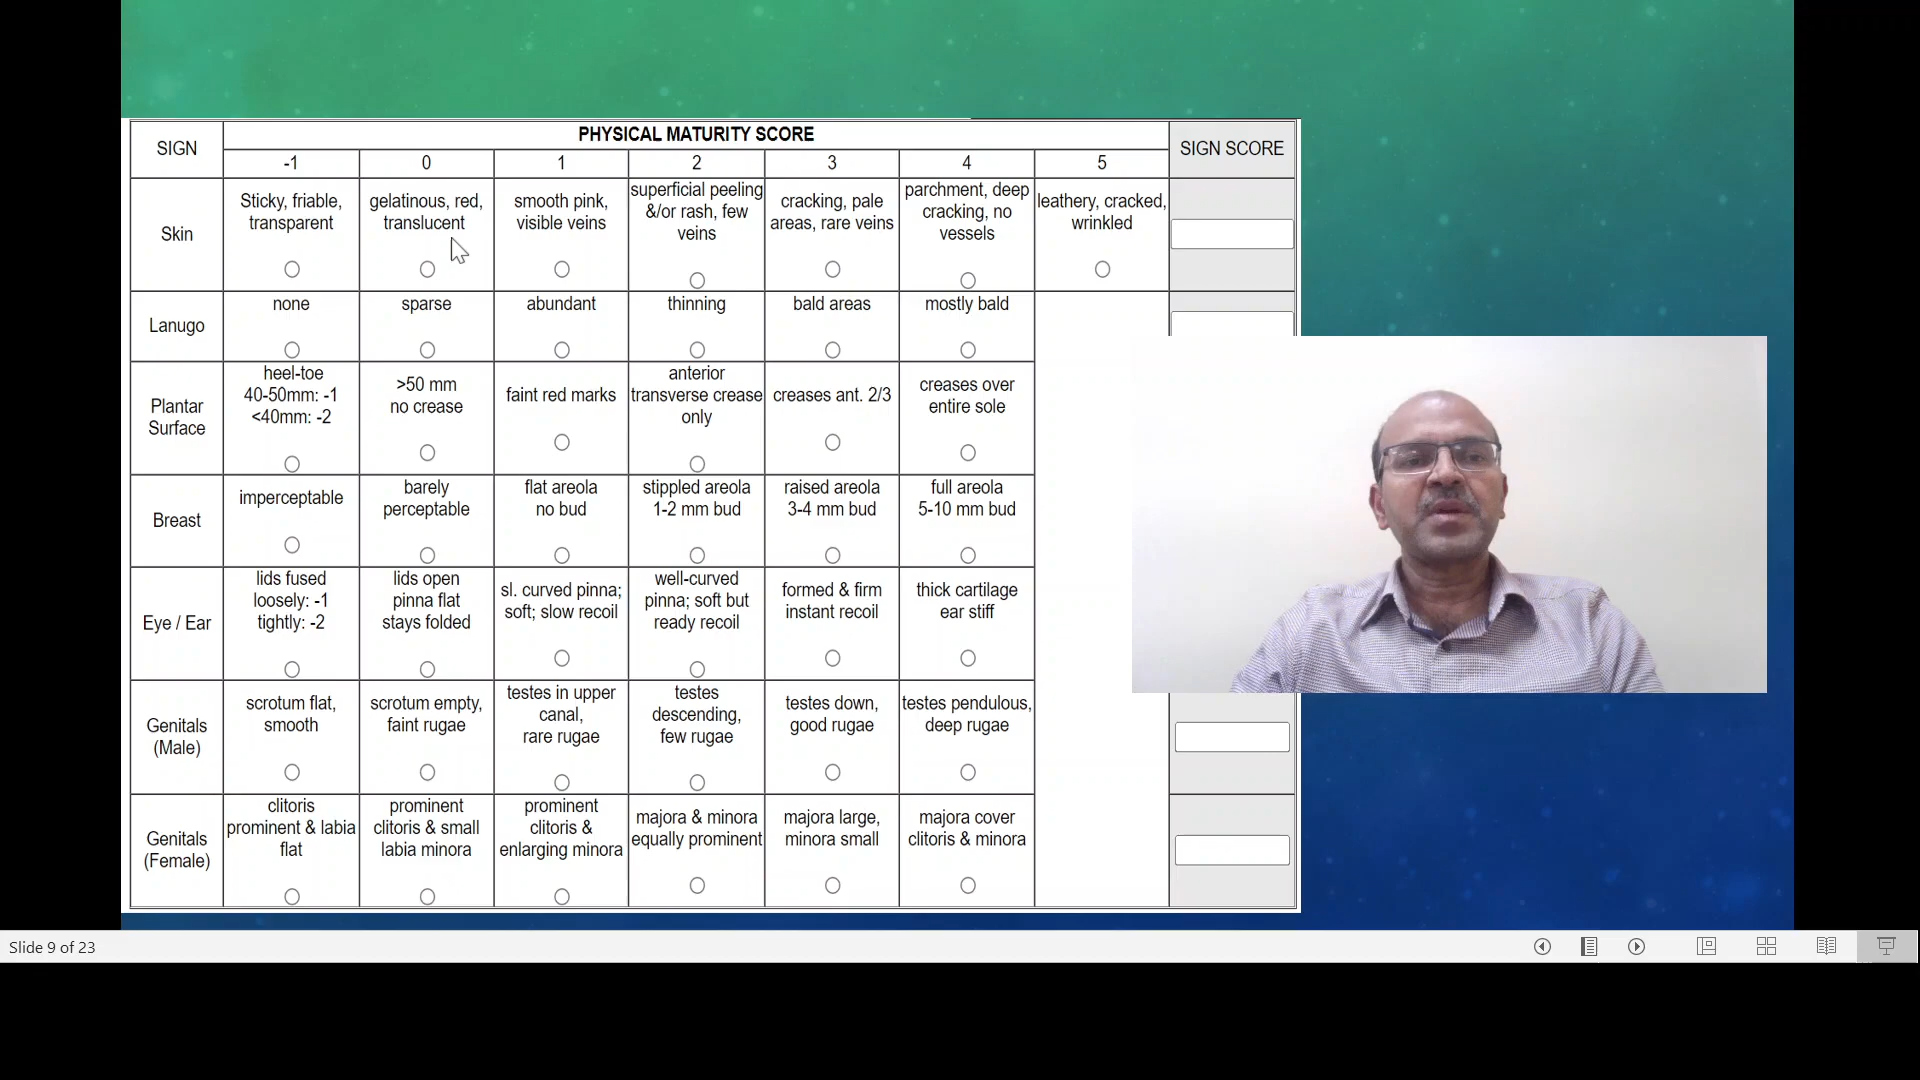 SIGN
PHYSICAL MATURITY SCORE
SIGN SCORE
-1
0
1
2
3
4
5
Skin
Sticky, friable,
transparent
gelatinous, red,
translucent
smooth pink,
visible veins
superficial peeling
&/or rash, few
veins
cracking, pale
areas, rare veins
parchment, deep
cracking, no
vessels
leathery, cracked,
wrinkled
Lanugo
none
sparse
abundant
thinning
bald areas
mostly bald
Plantar
Surface
heel-toe
40-50mm: -1
<40mm: -2
>50 mm
no crease
faint red marks
anterior
transverse crease
only
creases ant. 2/3
creases over
entire sole
Breast
imperceptable
barely
perceptable
flat areola
no bud
stippled areola
1-2 mm bud
raised areola
3-4 mm bud
full areola
5-10 mm bud
Eye / Ear
lids fused
loosely: -1
tightly: -2
lids open
pinna flat
stays folded
sl. curved pinna;
soft; slow recoil
well-curved
pinna; soft but
ready recoil
formed & firm
instant recoil
thick cartilage
ear stiff
Genitals
(Male)
scrotum flat,
smooth
scrotum empty,
faint rugae
testes in upper
canal,
rare rugae
testes
descending,
few rugae
testes down,
good rugae
testes pendulous,
deep rugae
Genitals
(Female)
clitoris
prominent & labia
flat
prominent
clitoris & small
labia minora
prominent
clitoris &
enlarging minora
majora & minora
equally prominent
majora large,
minora small
majora cover
clitoris & minora
Slide 9 of 23